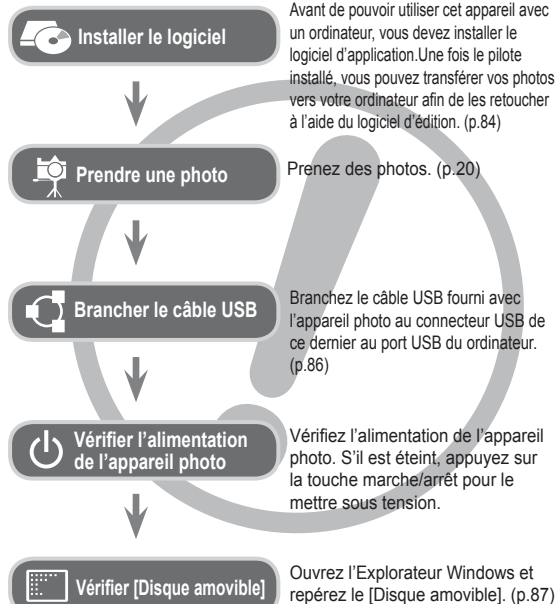 Installer le logiciel
Avant de pouvoir utiliser cet appareil avec
un ordinateur, vous devez installer le
logiciel d'application.Une fois le pilote
installé, vous pouvez transférer vos photos
vers votre ordinateur afin de les retoucher
à l'aide du logiciel d'édition. (p.84)
Prendre une photo
Prenez des photos. (p.20)
Brancher le câble USB
Branchez le câble USB fourni avec
l'appareil photo au connecteur USB de
ce dernier au port USB du ordinateur.
(p.86)
Vérifier l'alimentation
de l'appareil photo
Vérifiez l'alimentation de l'appareil
photo. S'il est éteint, appuyez sur
la touche marche/arrêt pour le
mettre sous tension.
Vérifier [Disque amovible]
Ouvrez l'Explorateur Windows et
repérez le [Disque amovible]. (p.87)